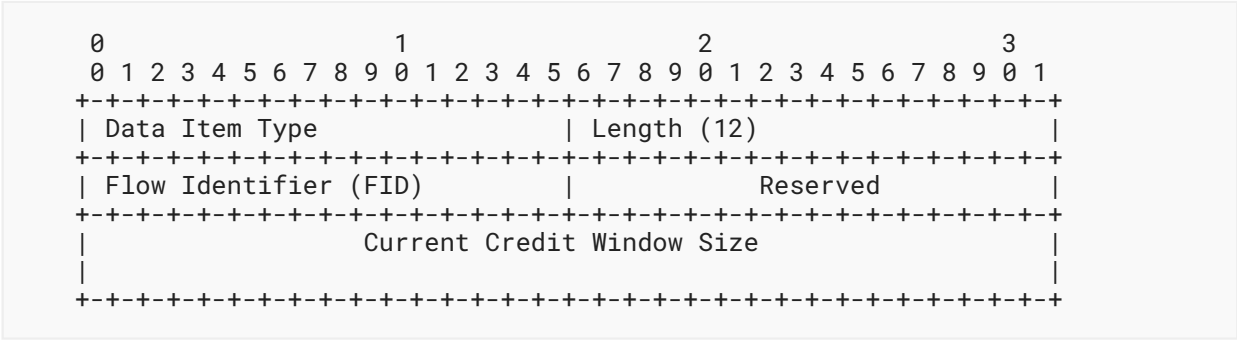 0                   1                   2                   3
 0 1 2 3 4 5 6 7 8 9 0 1 2 3 4 5 6 7 8 9 0 1 2 3 4 5 6 7 8 9 0 1
+-+-+-+-+-+-+-+-+-+-+-+-+-+-+-+-+-+-+-+-+-+-+-+-+-+-+-+-+-+-+-+-+
| Data Item Type                | Length (12)                   |
+-+-+-+-+-+-+-+-+-+-+-+-+-+-+-+-+-+-+-+-+-+-+-+-+-+-+-+-+-+-+-+-+
| Flow Identifier (FID)         |            Reserved           |
+-+-+-+-+-+-+-+-+-+-+-+-+-+-+-+-+-+-+-+-+-+-+-+-+-+-+-+-+-+-+-+-+
|                  Current Credit Window Size                   |
|                                                               |
+-+-+-+-+-+-+-+-+-+-+-+-+-+-+-+-+-+-+-+-+-+-+-+-+-+-+-+-+-+-+-+-+